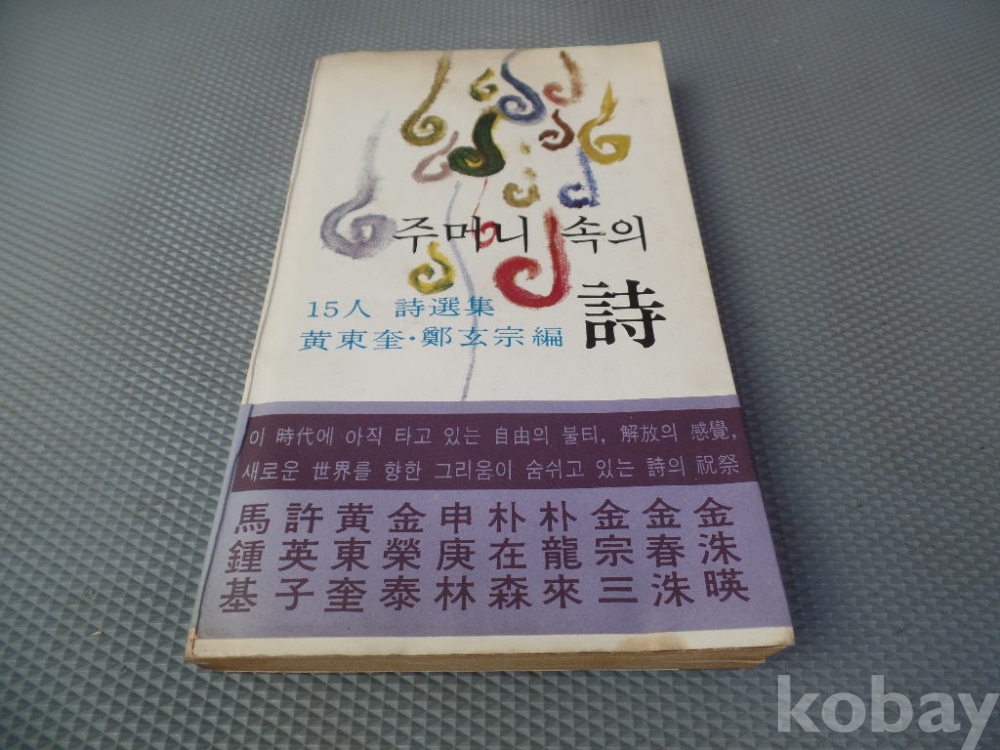 주머니 속의
詩
15人 詩選集
黄東奎·鄭玄宗編
이 時代에 아직 타고 있는 自由의 불티, 解放의 感覺,
새로운 世界를 향한 그리움이 숨쉬고 있는 詩의 祝祭
金洙暎
金春洙
金宗三
朴龍來
朴在森
申庚林
金榮泰
黄東奎
許英子
馬鍾基
kobay